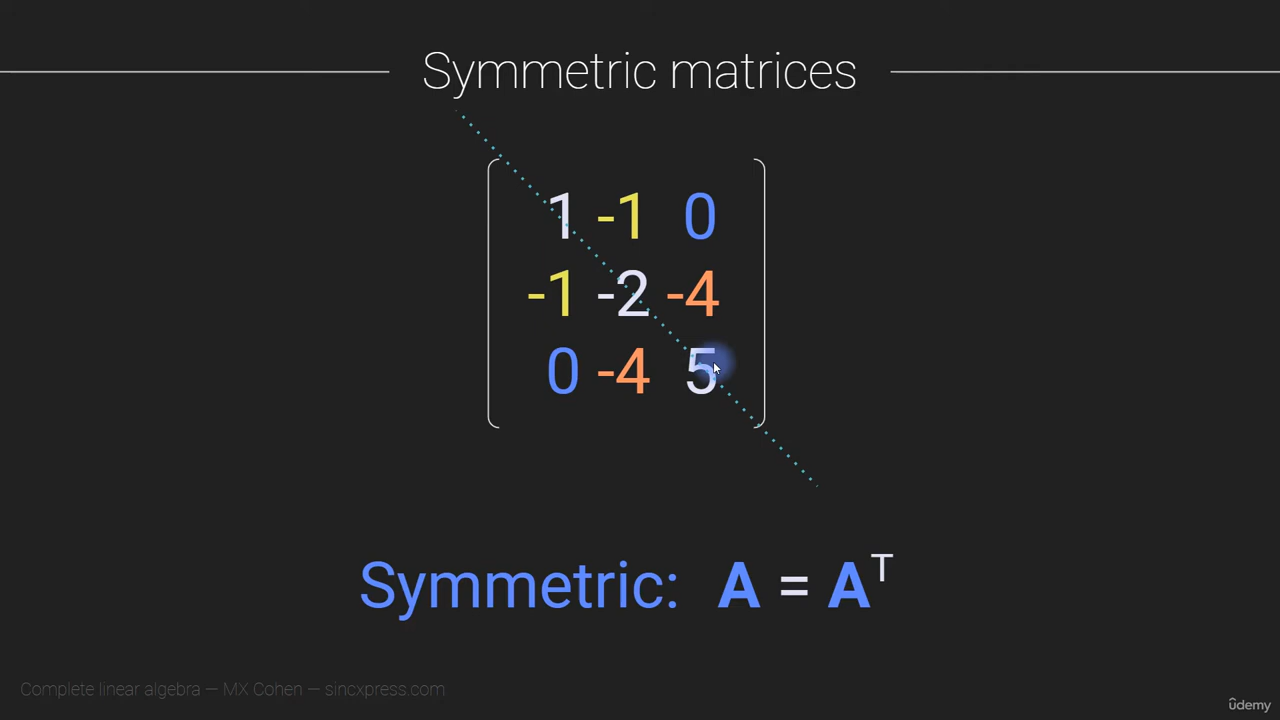 Symmetric matrices
1 -1 0
-1 -2 -4
0 -4 5
Symmetric: A = Aᵀ
Complete linear algebra — MX Cohen — sincxpress.com
ûdemy